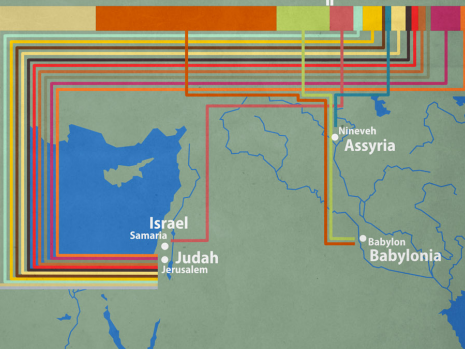 Nineveh
Assyria
Israel
Samaria
Judah
Jerusalem
Babylon
Babylonia